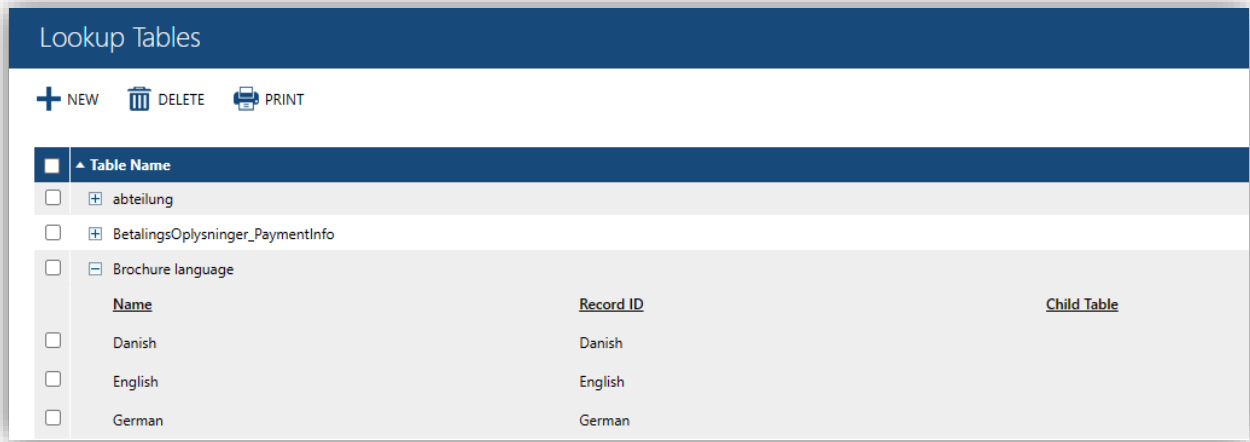 Lookup Tables
NEW DELETE PRINT
Table Name
abteilung
BetalingsOplysninger_PaymentInfo
Brochure language
Name Record ID Child Table
Danish Danish
English English
German German